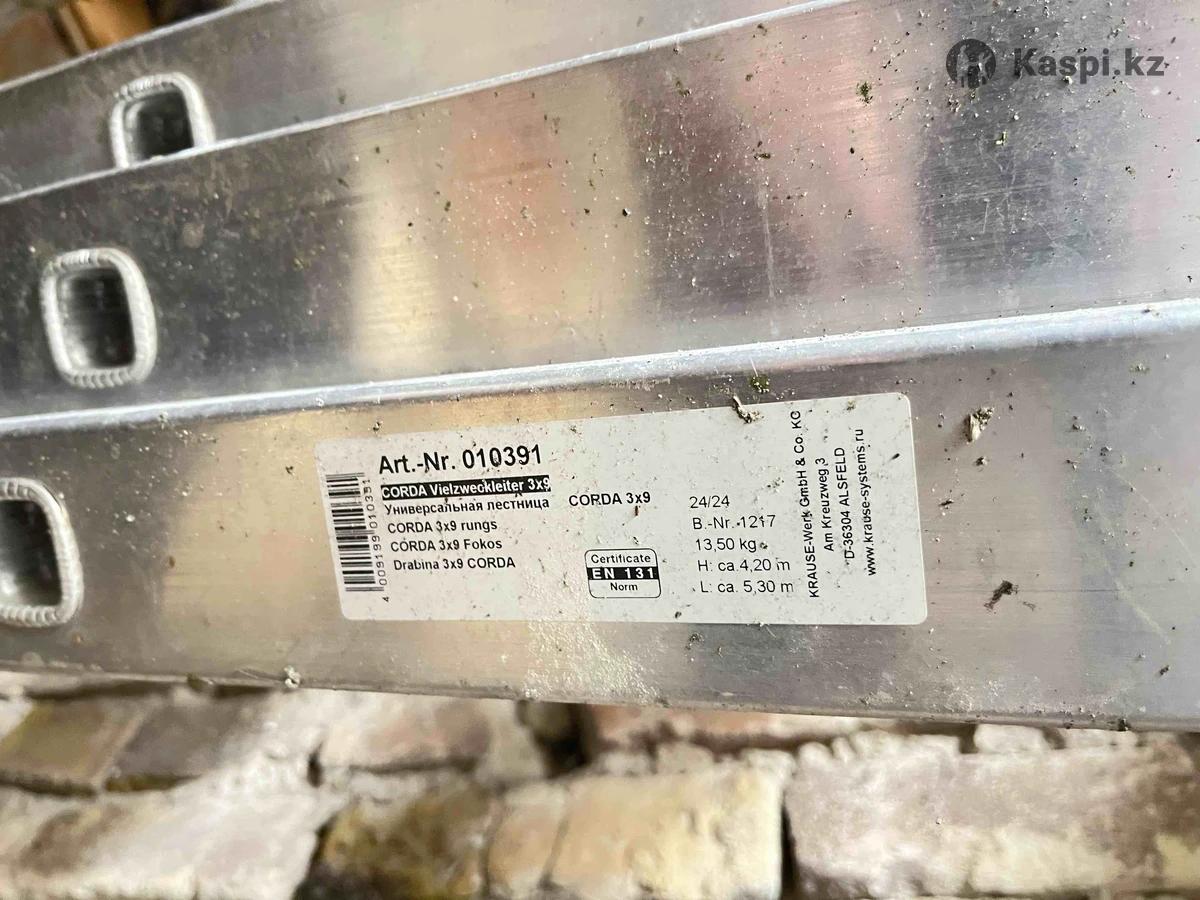 Kaspi.kz
Art.-Nr. 010391
CORDA Vielzweckleiter 3x9
Универсальная лестница
CORDA 3x9 rungs
CORDA 3x9 Fokos
Drabina 3x9 CORDA
4 009199 010391
CORDA 3x9
Certificate
EN 131
Norm
24/24
B.-Nr. 1217
13,50 kg
H: ca. 4,20 m
L: ca. 5,30 m
KRAUSE-Werk GmbH & Co. KG
Am Kreuzweg 3
D-36304 ALSFELD
www.krause-systems.ru